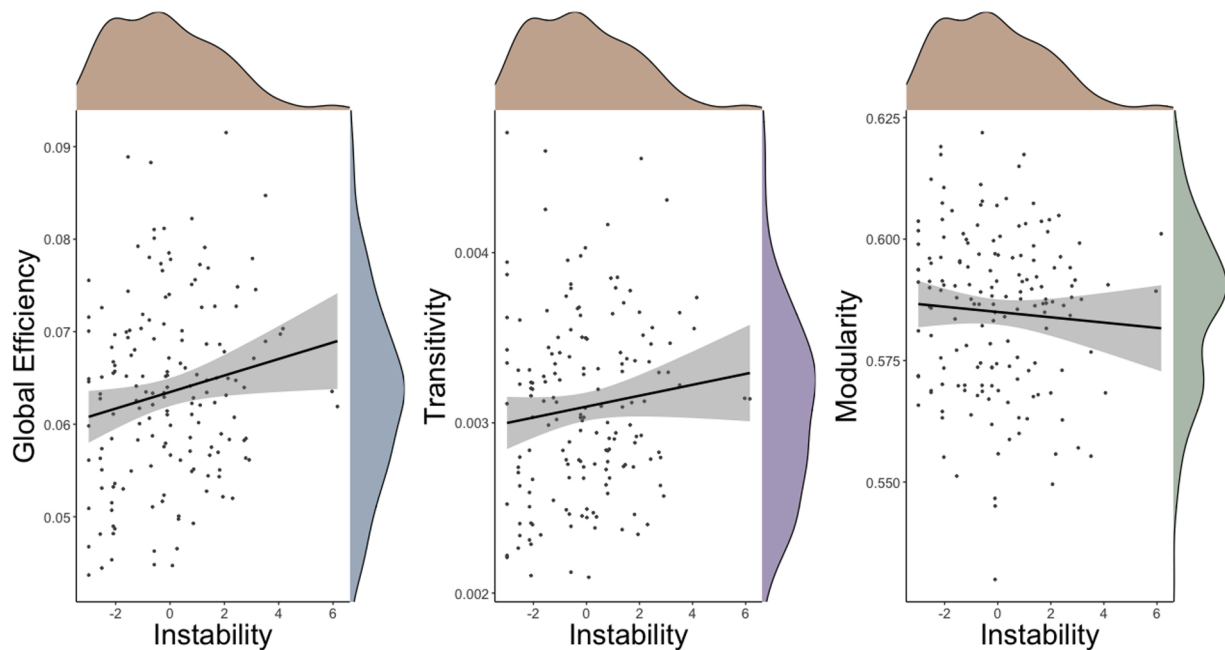 Global Efficiency
0.09
0.08
0.07
0.06
0.05
-2 0 2 4 6
Instability
Transitivity
0.004
0.003
0.002
-2 0 2 4 6
Instability
Modularity
0.625
0.600
0.575
0.550
-2 0 2 4 6
Instability